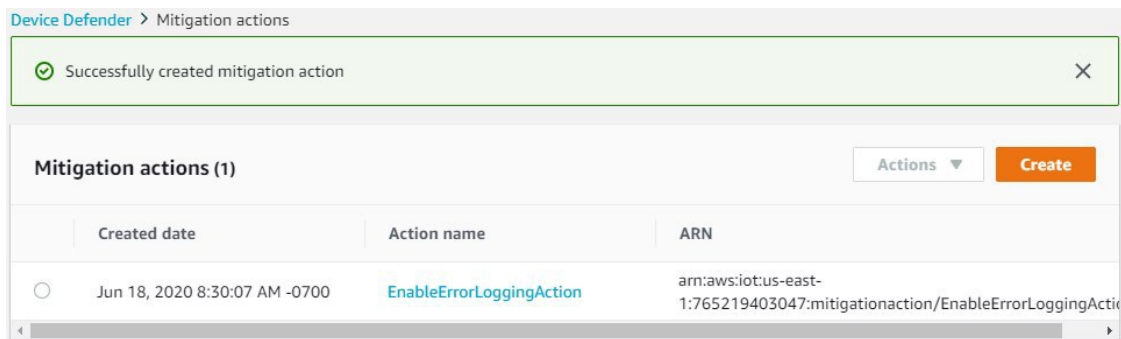 Device Defender > Mitigation actions
Successfully created mitigation action
Mitigation actions (1)
Actions
Create
Created date Action name ARN
Jun 18, 2020 8:30:07 AM -0700 EnableErrorLoggingAction arn:aws:iot:us-east-
1:765219403047:mitigationaction/EnableErrorLoggingActio